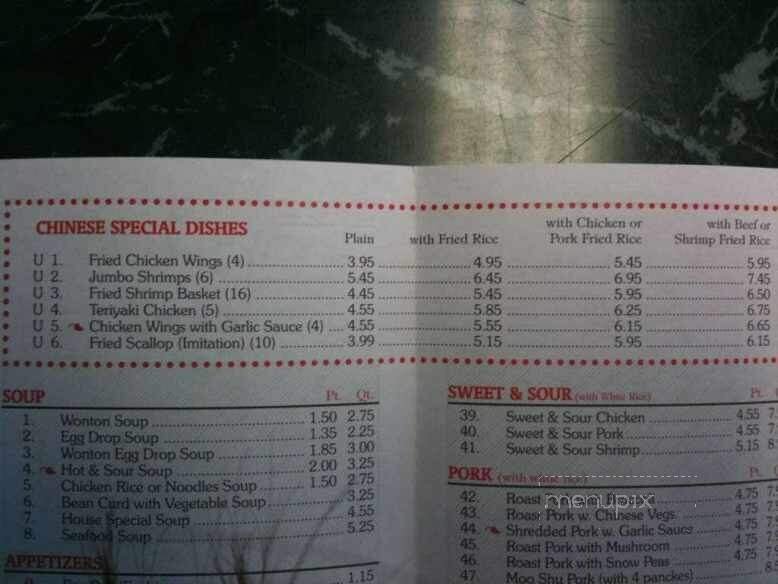 CHINESE SPECIAL DISHES
Plain
with Fried Rice
with Chicken or
Pork Fried Rice
with Beef or
Shrimp Fried Rice
U 1. Fried Chicken Wings (4) 3.95 4.95 5.45 5.95
U 2. Jumbo Shrimps (6) 5.45 6.45 6.95 7.45
U 3. Fried Shrimp Basket (16) 4.45 5.45 5.95 6.50
U 4. Teriyaki Chicken (5) 4.55 5.85 6.25 6.75
U 5. Chicken Wings with Garlic Sauce (4) 4.55 5.55 6.15 6.65
U 6. Fried Scallop (Imitation) (10) 3.99 5.15 5.95 6.15
SOUP Pt. Qt.
1. Wonton Soup 1.50 2.75
2. Egg Drop Soup 1.35 2.25
3. Wonton Egg Drop Soup 1.85 3.00
4. Hot & Sour Soup 2.00 3.25
5. Chicken Rice or Noodles Soup 1.50 2.75
6. Bean Curd with Vegetable Soup 3.25
7. House Special Soup 4.55
8. Seafood Soup 5.25
APPETIZERS
1.15
SWEET & SOUR (with White Rice) Pt.
39. Sweet & Sour Chicken 4.55
40. Sweet & Sour Pork 4.55
41. Sweet & Sour Shrimp 5.15
PORK (with white rice) Pt.
42. Roast Pork 4.75
43. Roast Pork w. Chinese Vegs. 4.75
44. Shredded Pork w. Garlic Sauce 4.75
45. Roast Pork with Mushroom 4.75
46. Roast Pork with Snow Peas 4.75
47. Moo Shu Pork (with 4 pancakes)
menupix